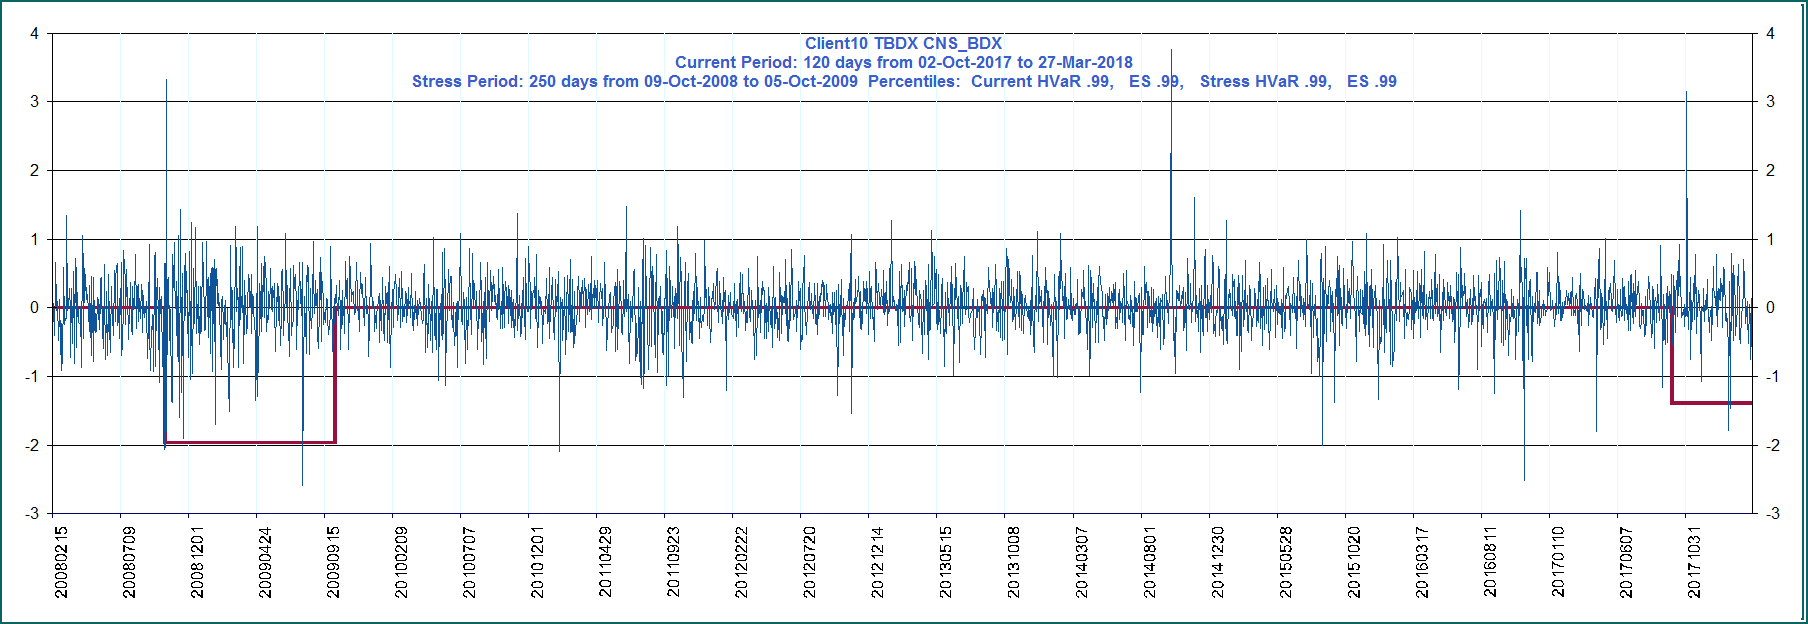 Client10 TBDX CNS_BDX
Current Period: 120 days from 02-Oct-2017 to 27-Mar-2018
Stress Period: 250 days from 09-Oct-2008 to 05-Oct-2009  Percentiles:  Current HVaR .99,   ES .99,   Stress HVaR .99,   ES .99
4 4
3 3
2 2
1 1
0 0
-1 -1
-2 -2
-3 -3
20080215 20080709 20081201 20090424 20090915 20100209 20100707 20101201 20110429 20110923 20120222 20120720 20121214 20130515 20131008 20140307 20140801 20141230 20150528 20151020 20160317 20160811 20170110 20170607 20171031